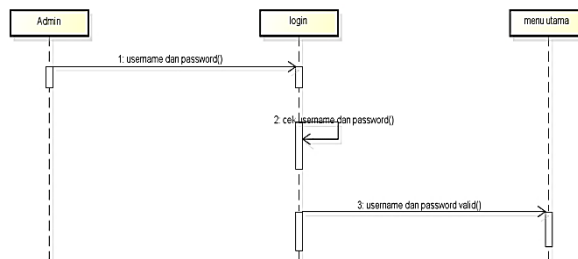 Admin
login
menu utama
1: username dan password()
2: cek username dan password()
3: username dan password valid()